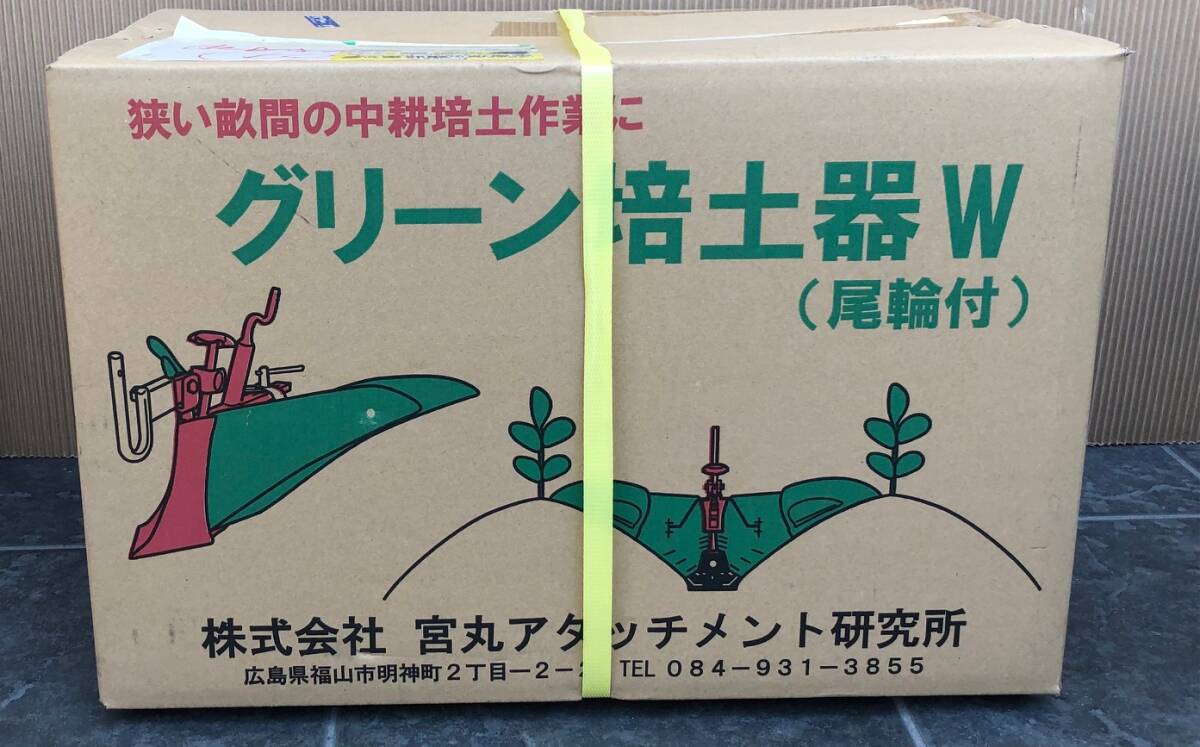 狭い畝間の中耕培土作業に
グリーン培土器W
(尾輪付)
株式会社 宮丸アタッチメント研究所
広島県福山市明神町2丁目-2-2 TEL 084-931-3855